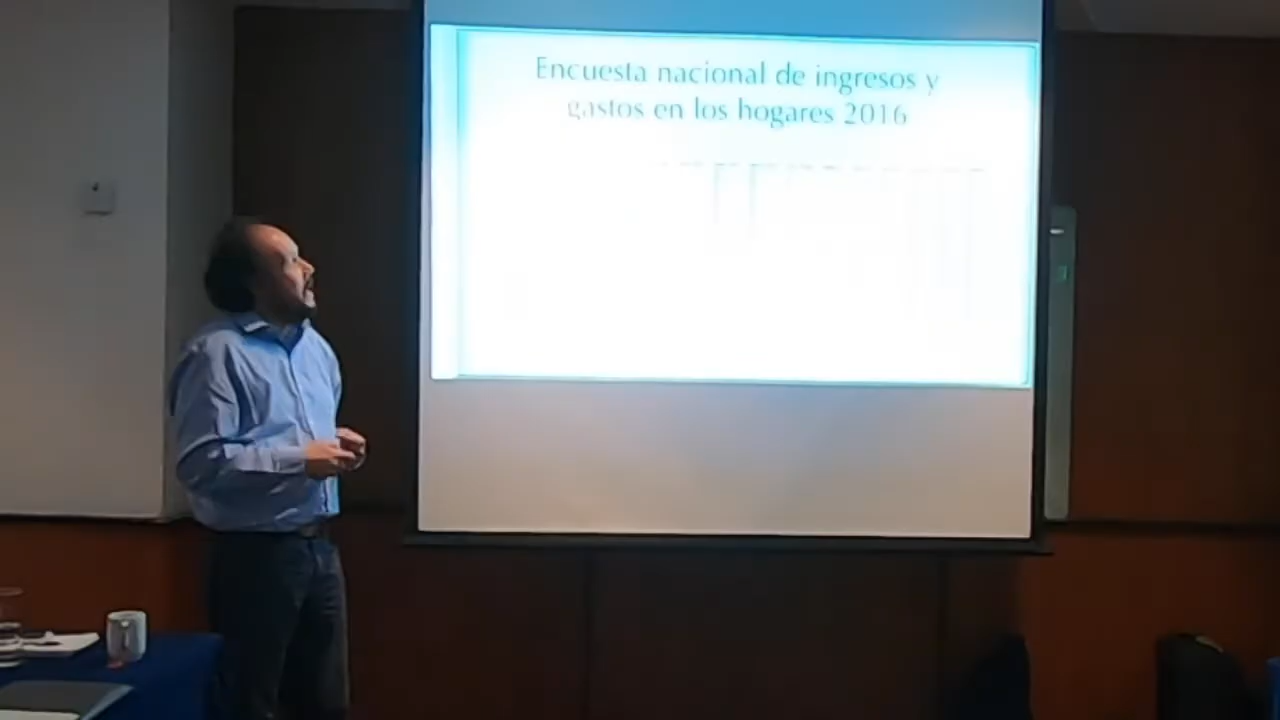 Encuesta nacional de ingresos y
gastos en los hogares 2016